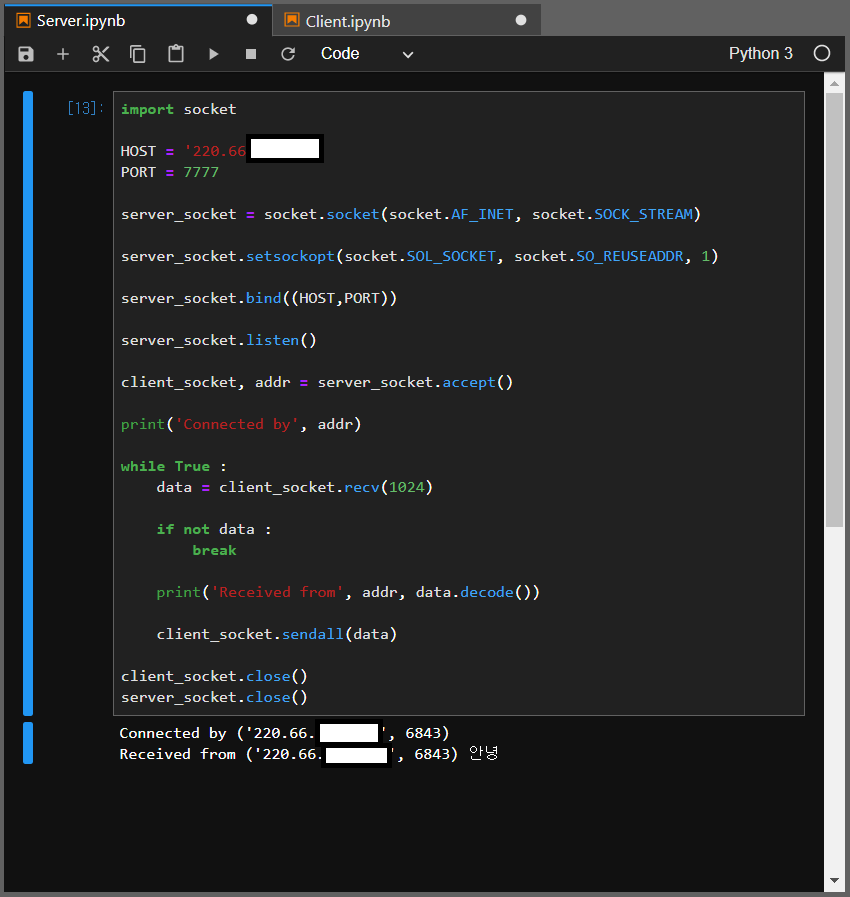 Server.ipynb
Client.ipynb
Code
Python 3
[13]:
import socket
HOST = '220.66
PORT = 7777
server_socket = socket.socket(socket.AF_INET, socket.SOCK_STREAM)
server_socket.setsockopt(socket.SOL_SOCKET, socket.SO_REUSEADDR, 1)
server_socket.bind((HOST,PORT))
server_socket.listen()
client_socket, addr = server_socket.accept()
print('Connected by', addr)
while True :
    data = client_socket.recv(1024)
    if not data :
        break
    print('Received from', addr, data.decode())
    client_socket.sendall(data)
client_socket.close()
server_socket.close()
Connected by ('220.66.', 6843)
Received from ('220.66.', 6843) 안녕